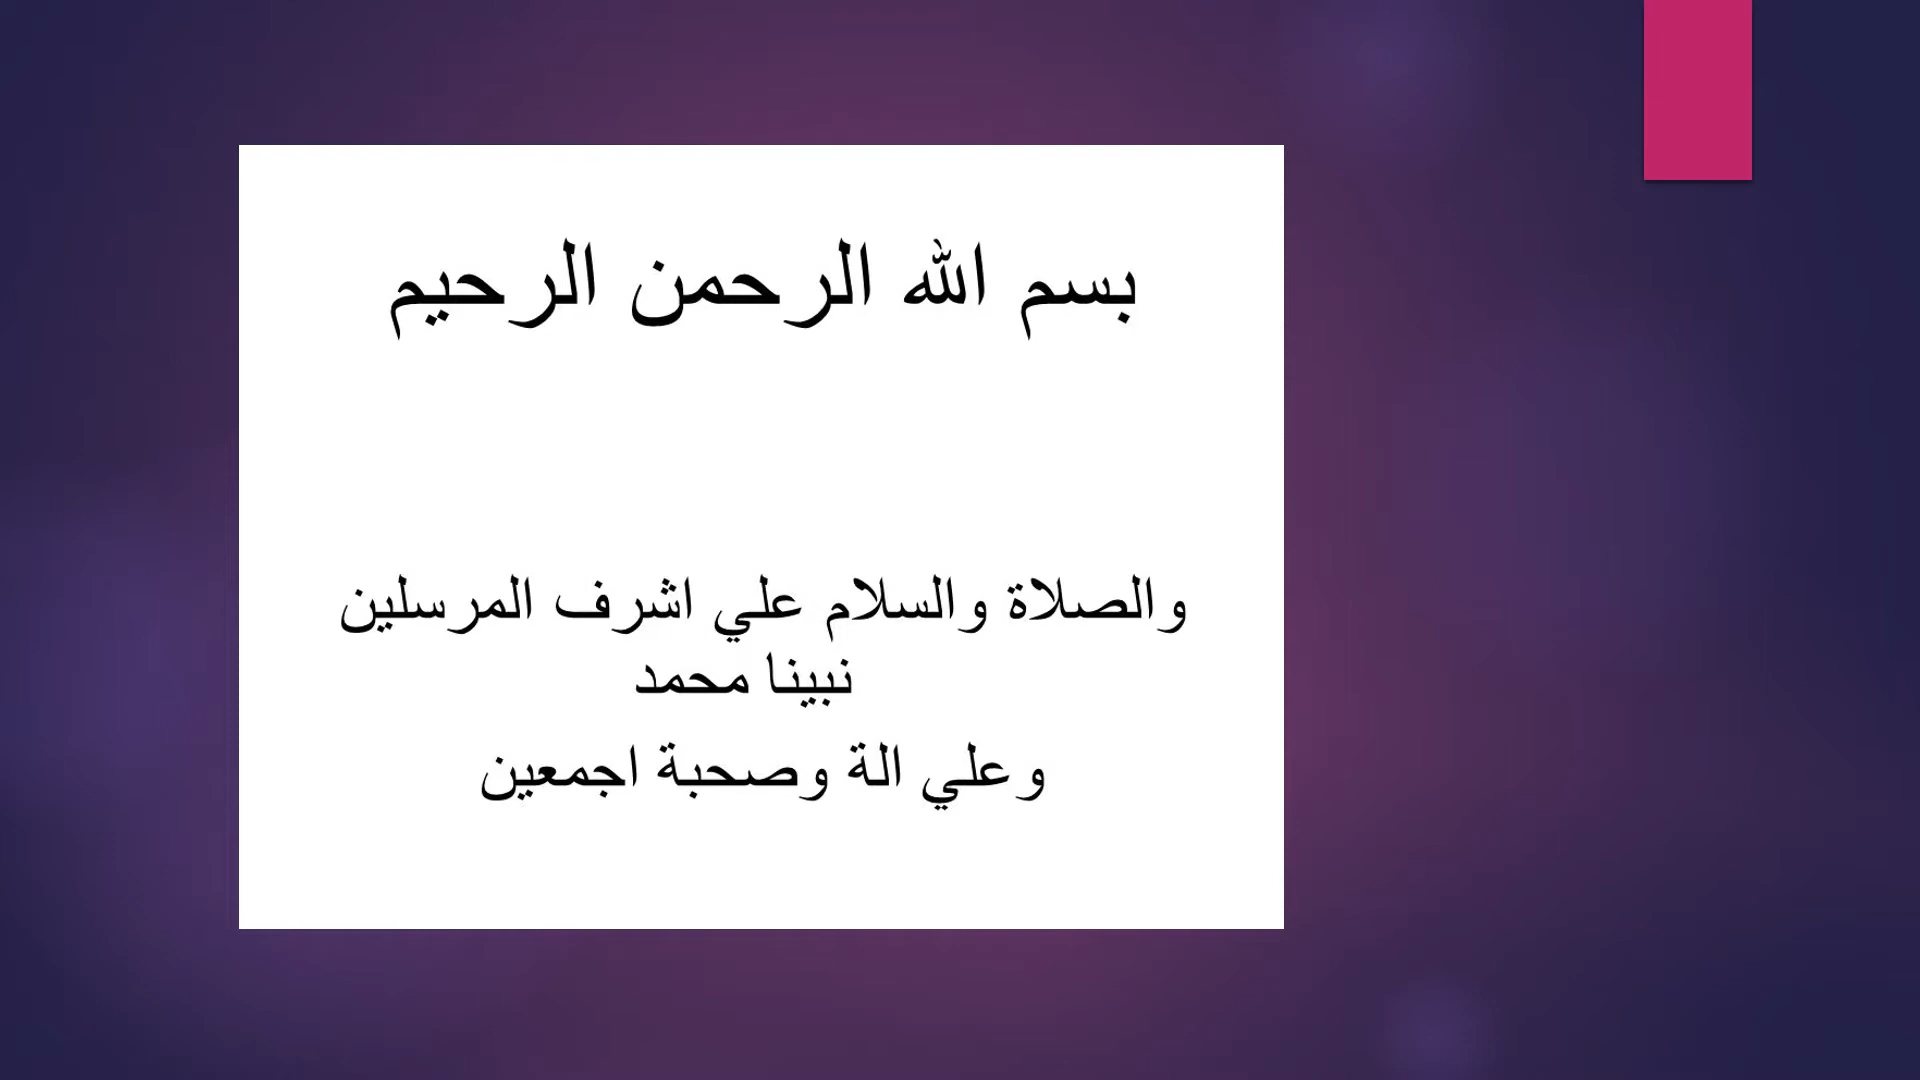 بسم الله الرحمن الرحيم
والصلاة والسلام علي اشرف المرسلين
نبينا محمد
وعلي الة وصحبة اجمعين